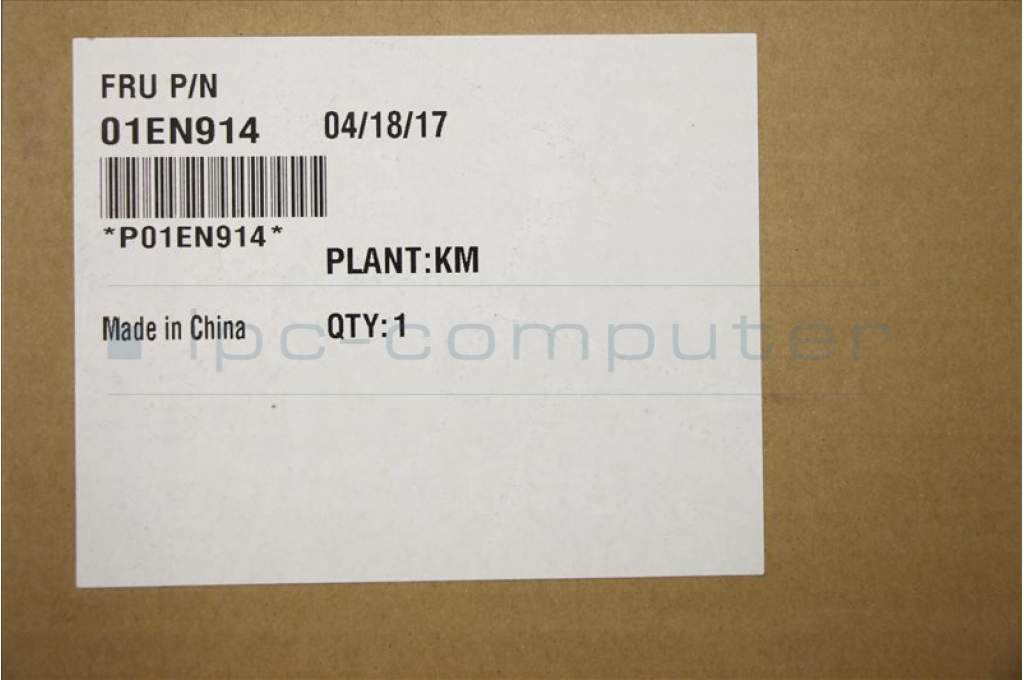 FRU P/N
01EN914 04/18/17
*P01EN914*
PLANT:KM
Made in China QTY:1
ipc-computer